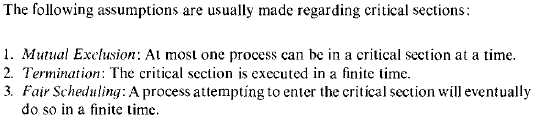 The following assumptions are usually made regarding critical sections:
1. Mutual Exclusion: At most one process can be in a critical section at a time.
2. Termination: The critical section is executed in a finite time.
3. Fair Scheduling: A process attempting to enter the critical section will eventually
do so in a finite time.